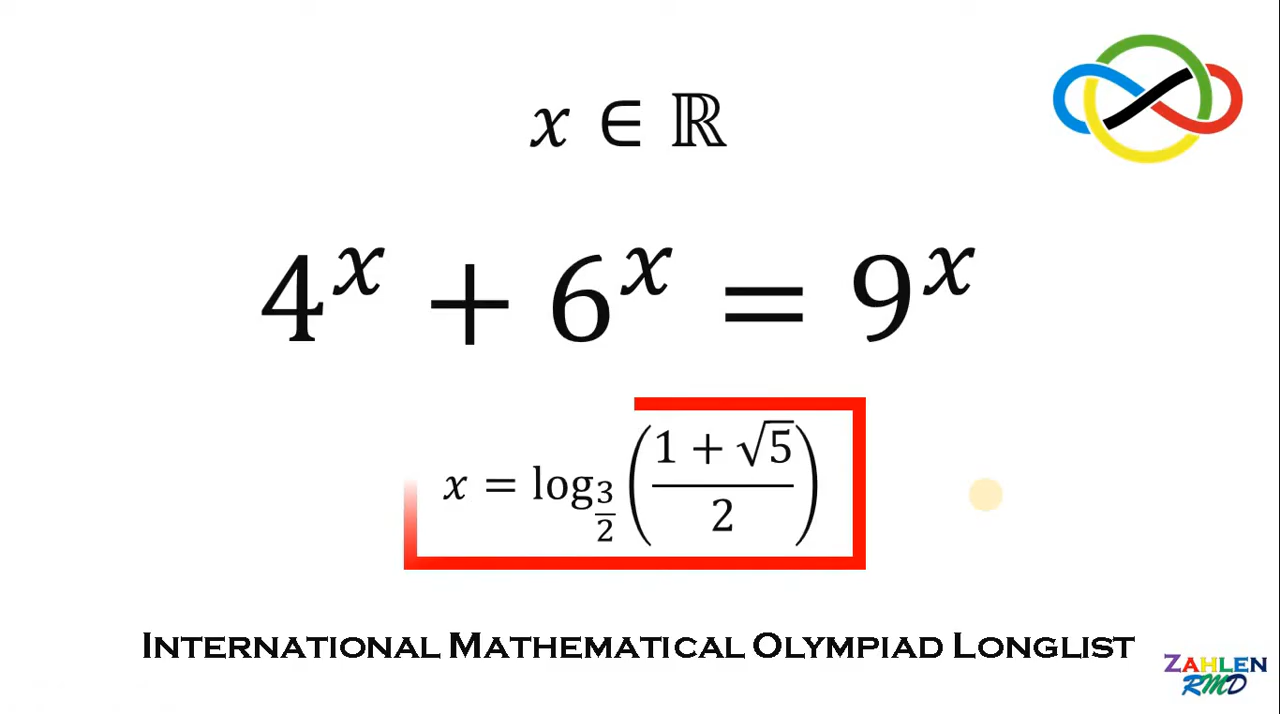 x ∈ ℝ
4^x + 6^x = 9^x
x = log_{3/2}((1 + √5)/2)
INTERNATIONAL MATHEMATICAL OLYMPIAD LONGLIST
ZAHLEN
RMD